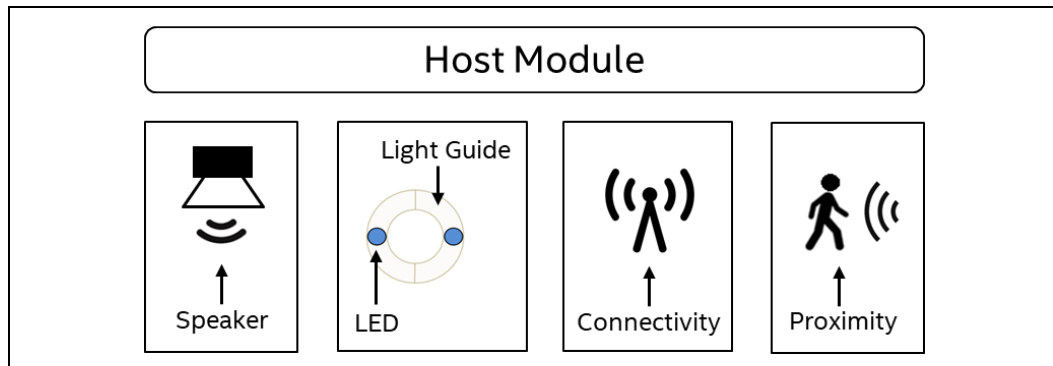 Host Module
Speaker
Light Guide
LED
Connectivity
Proximity